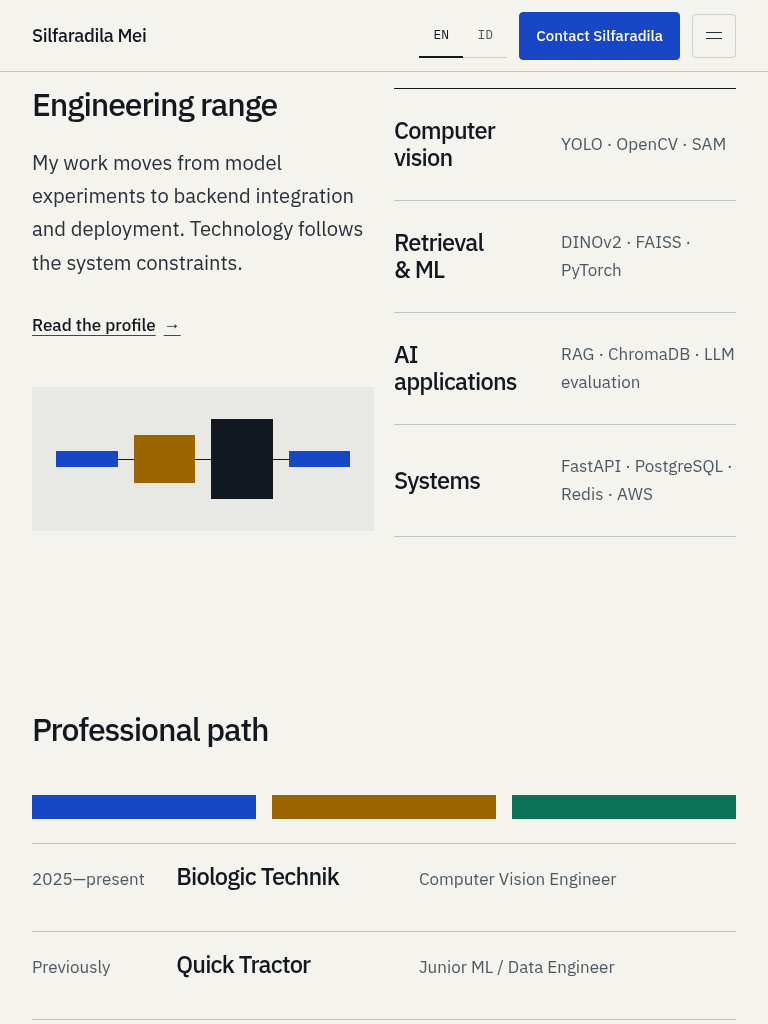 Silfaradila Mei
EN
ID
Contact Silfaradila
Engineering range
My work moves from model
experiments to backend integration
and deployment. Technology follows
the system constraints.
Read the profile →
Computer
vision
YOLO · OpenCV · SAM
Retrieval
& ML
DINOv2 · FAISS ·
PyTorch
AI
applications
RAG · ChromaDB · LLM
evaluation
Systems
FastAPI · PostgreSQL ·
Redis · AWS
Professional path
2025—present
Biologic Technik
Computer Vision Engineer
Previously
Quick Tractor
Junior ML / Data Engineer